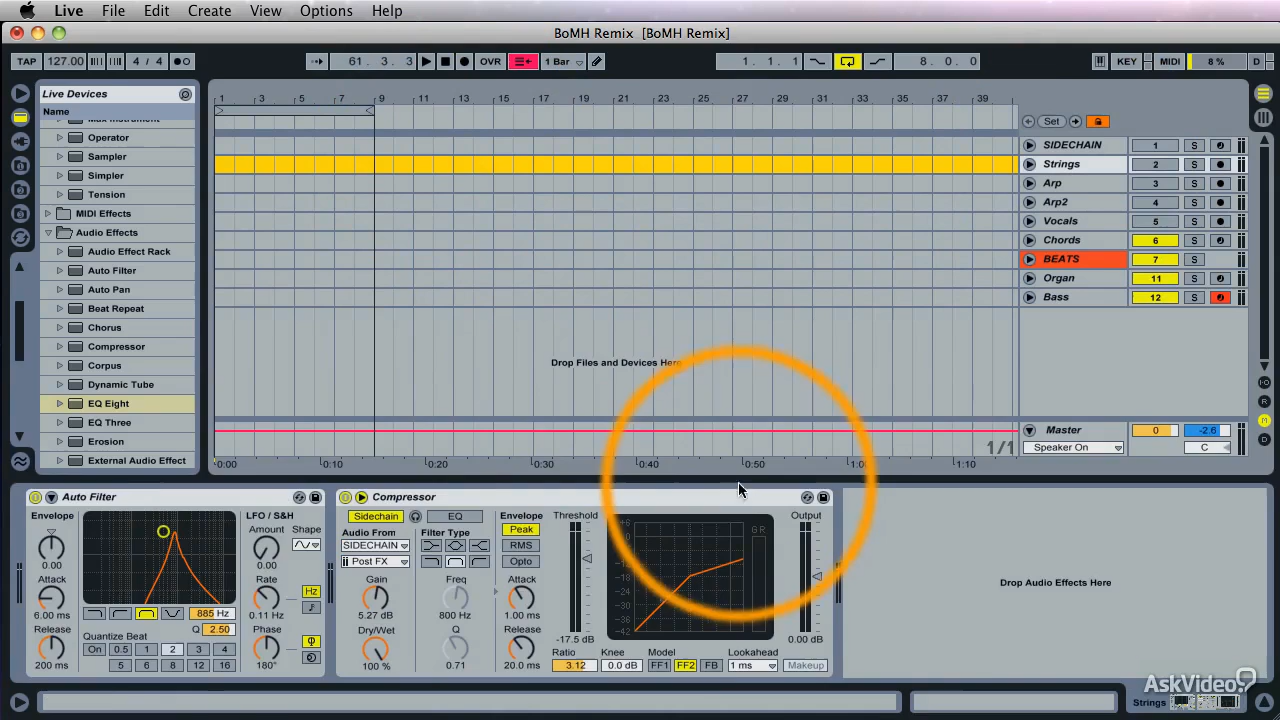 Live File Edit Create View Options Help
BoMH Remix [BoMH Remix]
TAP 127.00 4 / 4 61. 3. 3 OVR 1 Bar 1. 1. 1 8. 0. 0 KEY MIDI 8 % D
Live Devices
Name
Max Instrument
Operator
Sampler
Simpler
Tension
MIDI Effects
Audio Effects
Audio Effect Rack
Auto Filter
Auto Pan
Beat Repeat
Chorus
Compressor
Corpus
Dynamic Tube
EQ Eight
EQ Three
Erosion
External Audio Effect
1 3 5 7 9 11 13 15 17 19 21 23 25 27 29 31 33 35 37 39
Set
SIDECHAIN 1 S
Strings 2 S
Arp 3 S
Arp2 4 S
Vocals 5 S
Chords 6 S
BEATS 7 S
Organ 11 S
Bass 12 S
Drop Files and Devices Here
Master 0 -2.6
1/1 Speaker On C
0:00 0:10 0:20 0:30 0:40 0:50 1:00 1:10
I-O
R
M
D
Auto Filter
Envelope LFO / S&H
Amount Shape
0.00 0.00
Attack Rate Hz
6.00 ms 885 Hz 0.11 Hz
Release Q 2.50 Phase
Quantize Beat
On 0.5 1 2 3 4
200 ms 5 6 8 12 16 180°
Compressor
Sidechain EQ Envelope Threshold Output
Audio From Filter Type Peak
SIDECHAIN RMS
Post FX Opto
Gain Freq Attack
5.27 dB 800 Hz 1.00 ms
Dry/Wet Q Release
100 % 0.71 20.0 ms
+6 GR
0
-6
-12
-18
-24
-30
-36
-42
-17.5 dB 0.00 dB
Ratio Knee Model Lookahead
3.12 0.0 dB FF1 FF2 FB 1 ms Makeup
Drop Audio Effects Here
AskVideo
Strings